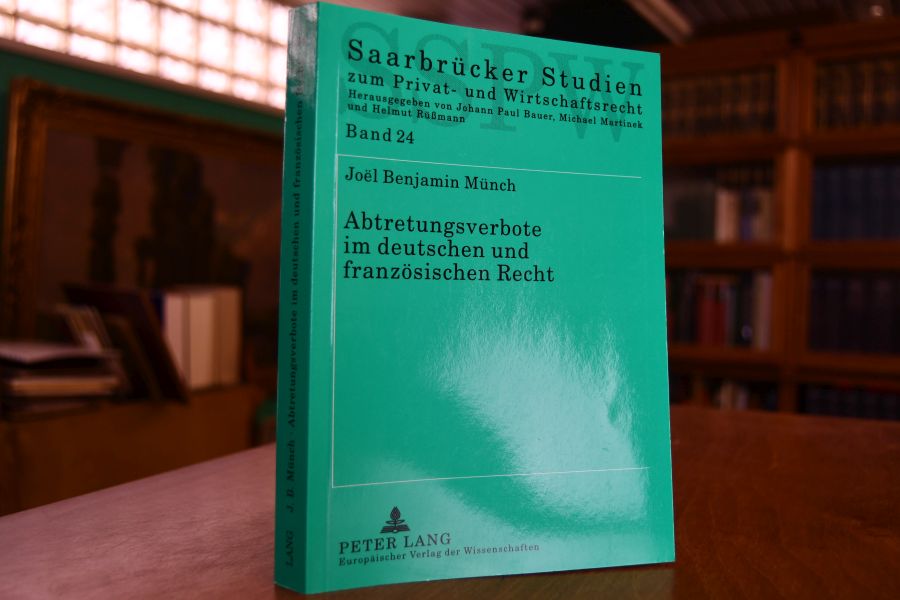 SSPW
Saarbrücker Studien
zum Privat- und Wirtschaftsrecht
Herausgegeben von Johann Paul Bauer, Michael Martinek
und Helmut Rüßmann
Band 24
Joël Benjamin Münch
Abtretungsverbote
im deutschen und
französischen Recht
PETER LANG
Europäischer Verlag der Wissenschaften
LANG J. B. Münch · Abtretungsverbote im deutschen und französischen